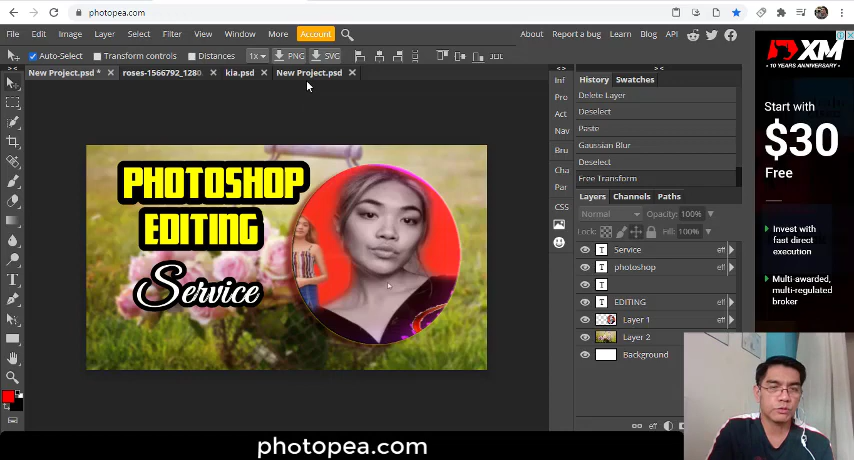 photopea.com
File Edit Image Layer Select Filter View Window More Account
About Report a bug Learn Blog API
Auto-Select Transform controls Distances 1x PNG SVG
New Project.psd * roses-1566792_1280. kia.psd New Project.psd
Inf
Pro
Act
Nav
Bru
Cha
Par
CSS
History Swatches
Delete Layer
Deselect
Paste
Gaussian Blur
Deselect
Free Transform
Layers Channels Paths
Normal Opacity: 100%
Lock: Fill: 100%
T Service eff
T photoshop eff
T
T EDITING eff
Layer 1 eff
Layer 2
Background
eff
PHOTOSHOP
EDITING
Service
XM
10 YEARS ANNIVERSARY
Start with
$30
Free
Invest with
fast direct
execution
Multi-awarded,
multi-regulated
broker
photopea.com